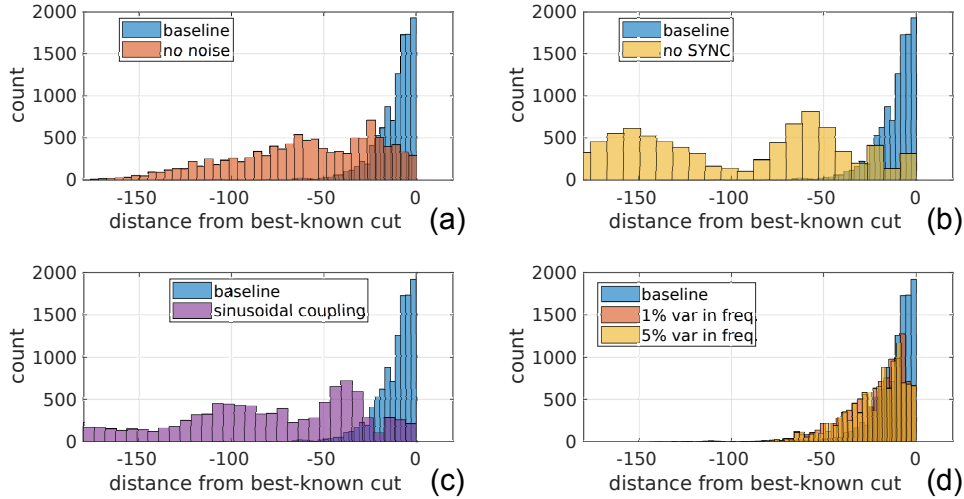 2000
1500
1000
500
0
count
baseline
no noise
-150 -100 -50 0
distance from best-known cut
(a)
2000
1500
1000
500
0
count
baseline
no SYNC
-150 -100 -50 0
distance from best-known cut
(b)
2000
1500
1000
500
0
count
baseline
sinusoidal coupling
-150 -100 -50 0
distance from best-known cut
(c)
2000
1500
1000
500
0
count
baseline
1% var in freq.
5% var in freq.
-150 -100 -50 0
distance from best-known cut
(d)